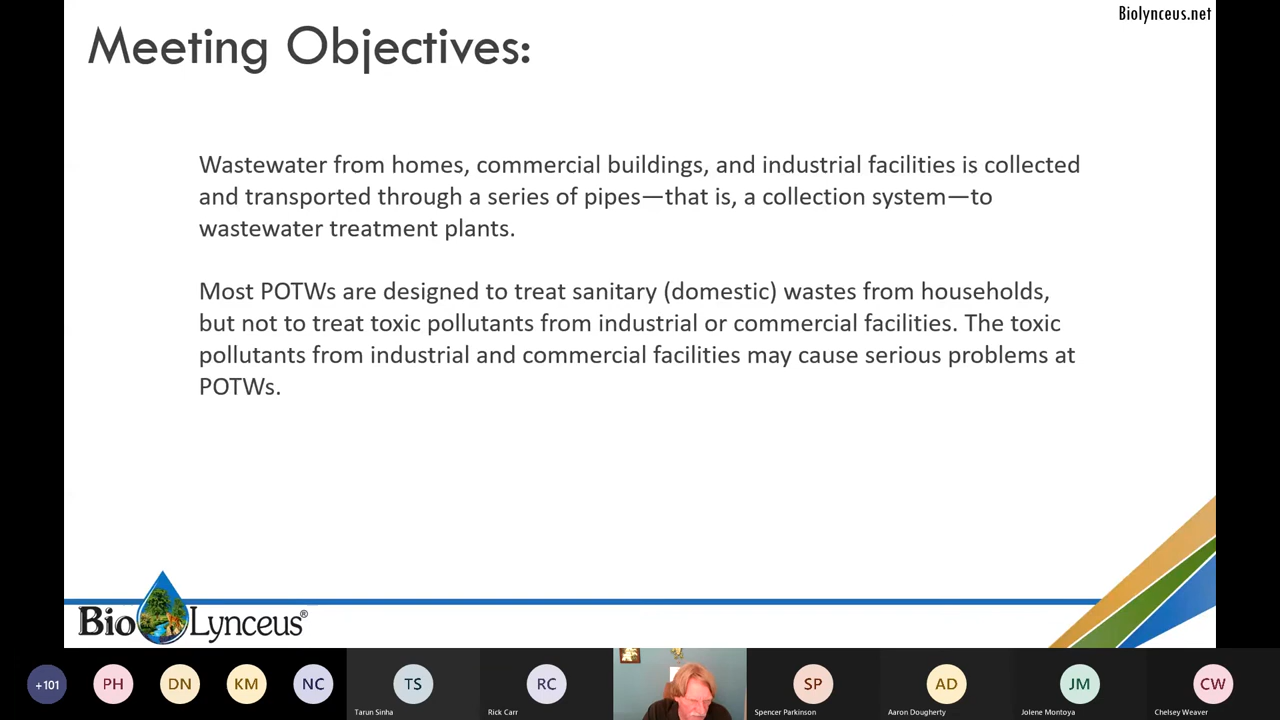 Biolynceus.net
Meeting Objectives:
Wastewater from homes, commercial buildings, and industrial facilities is collected
and transported through a series of pipes—that is, a collection system—to
wastewater treatment plants.
Most POTWs are designed to treat sanitary (domestic) wastes from households,
but not to treat toxic pollutants from industrial or commercial facilities. The toxic
pollutants from industrial and commercial facilities may cause serious problems at
POTWs.
Bio Lynceus®
+101 PH DN KM NC TS RC SP AD JM CW
Tarun Sinha Rick Carr Spencer Parkinson Aaron Dougherty Jolene Montoya Chelsey Weaver